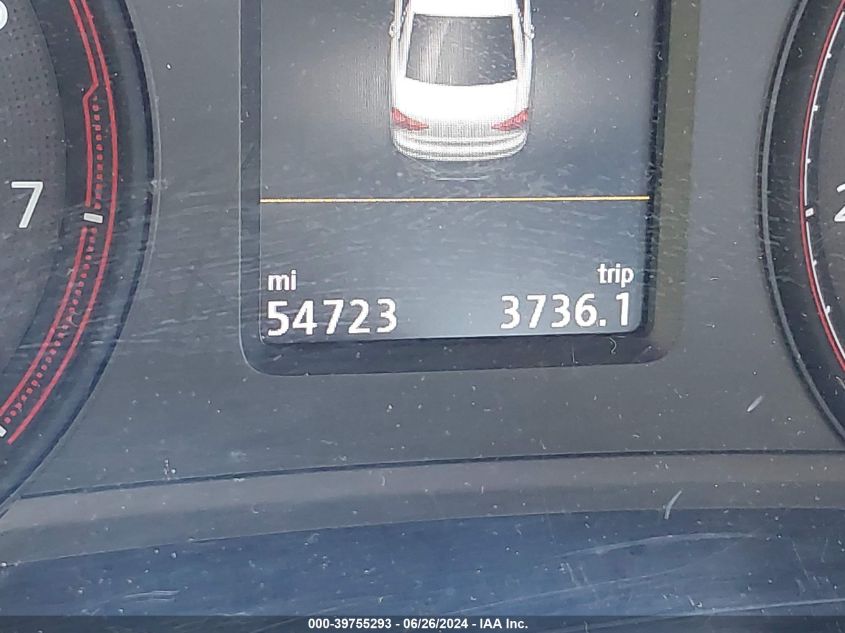 7
mi trip
54723 3736.1
000-39755293 - 06/26/2024 - IAA Inc.